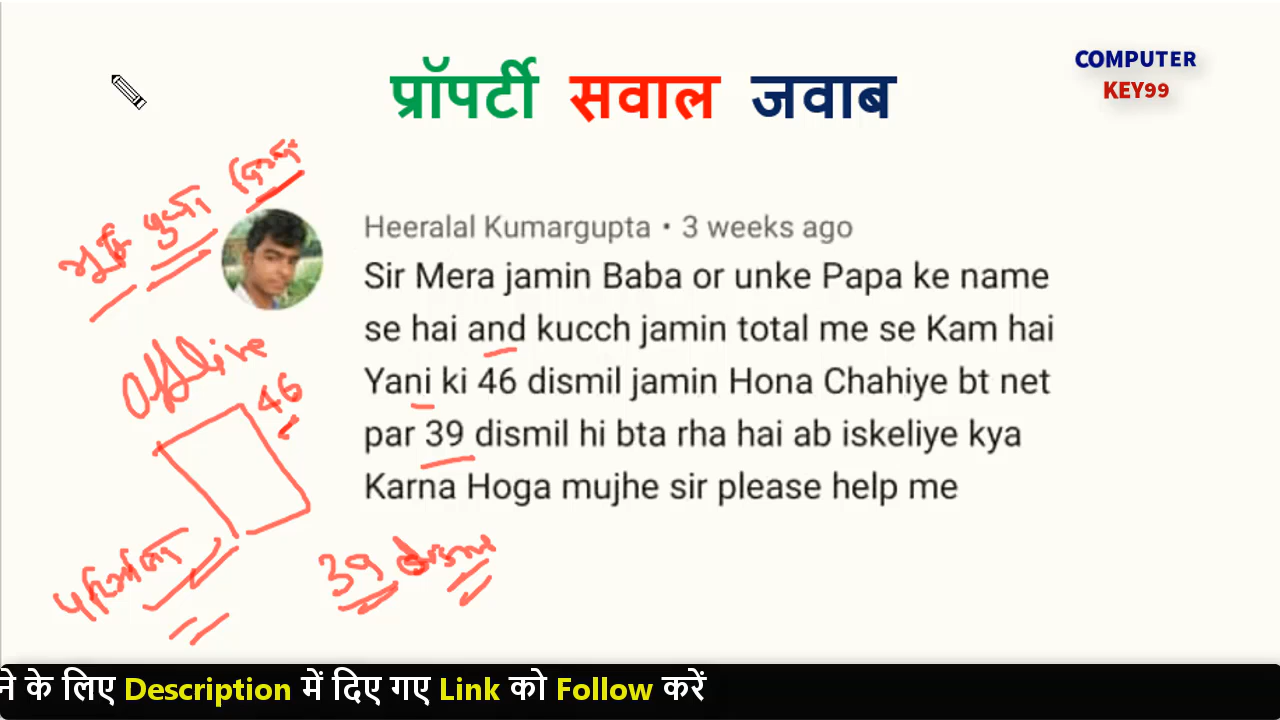 प्रॉपर्टी सवाल जवाब
COMPUTER
KEY99
Heeralal Kumargupta • 3 weeks ago
Sir Mera jamin Baba or unke Papa ke name
se hai and kucch jamin total me se Kam hai
Yani ki 46 dismil jamin Hona Chahiye bt net
par 39 dismil hi bta rha hai ab iskeliye kya
Karna Hoga mujhe sir please help me
offline
46
39
ने के लिए Description में दिए गए Link को Follow करें